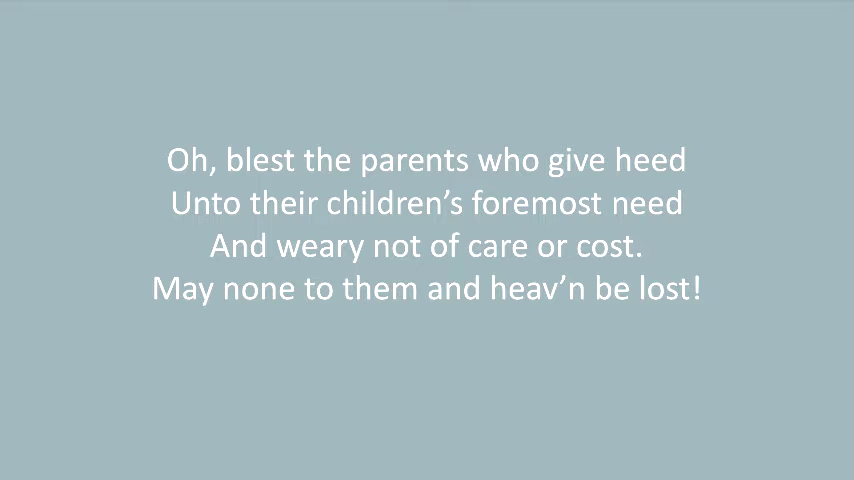 Oh, blest the parents who give heed
Unto their children’s foremost need
And weary not of care or cost.
May none to them and heav’n be lost!